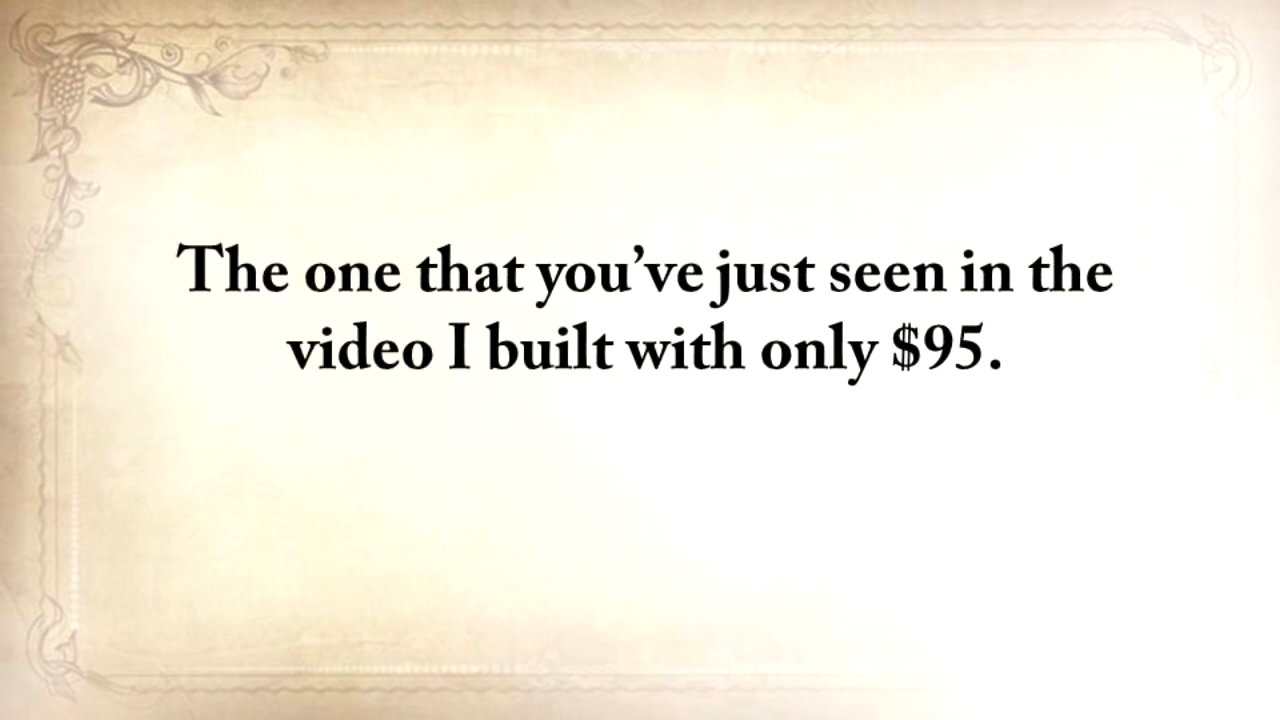 The one that you’ve just seen in the
video I built with only $95.